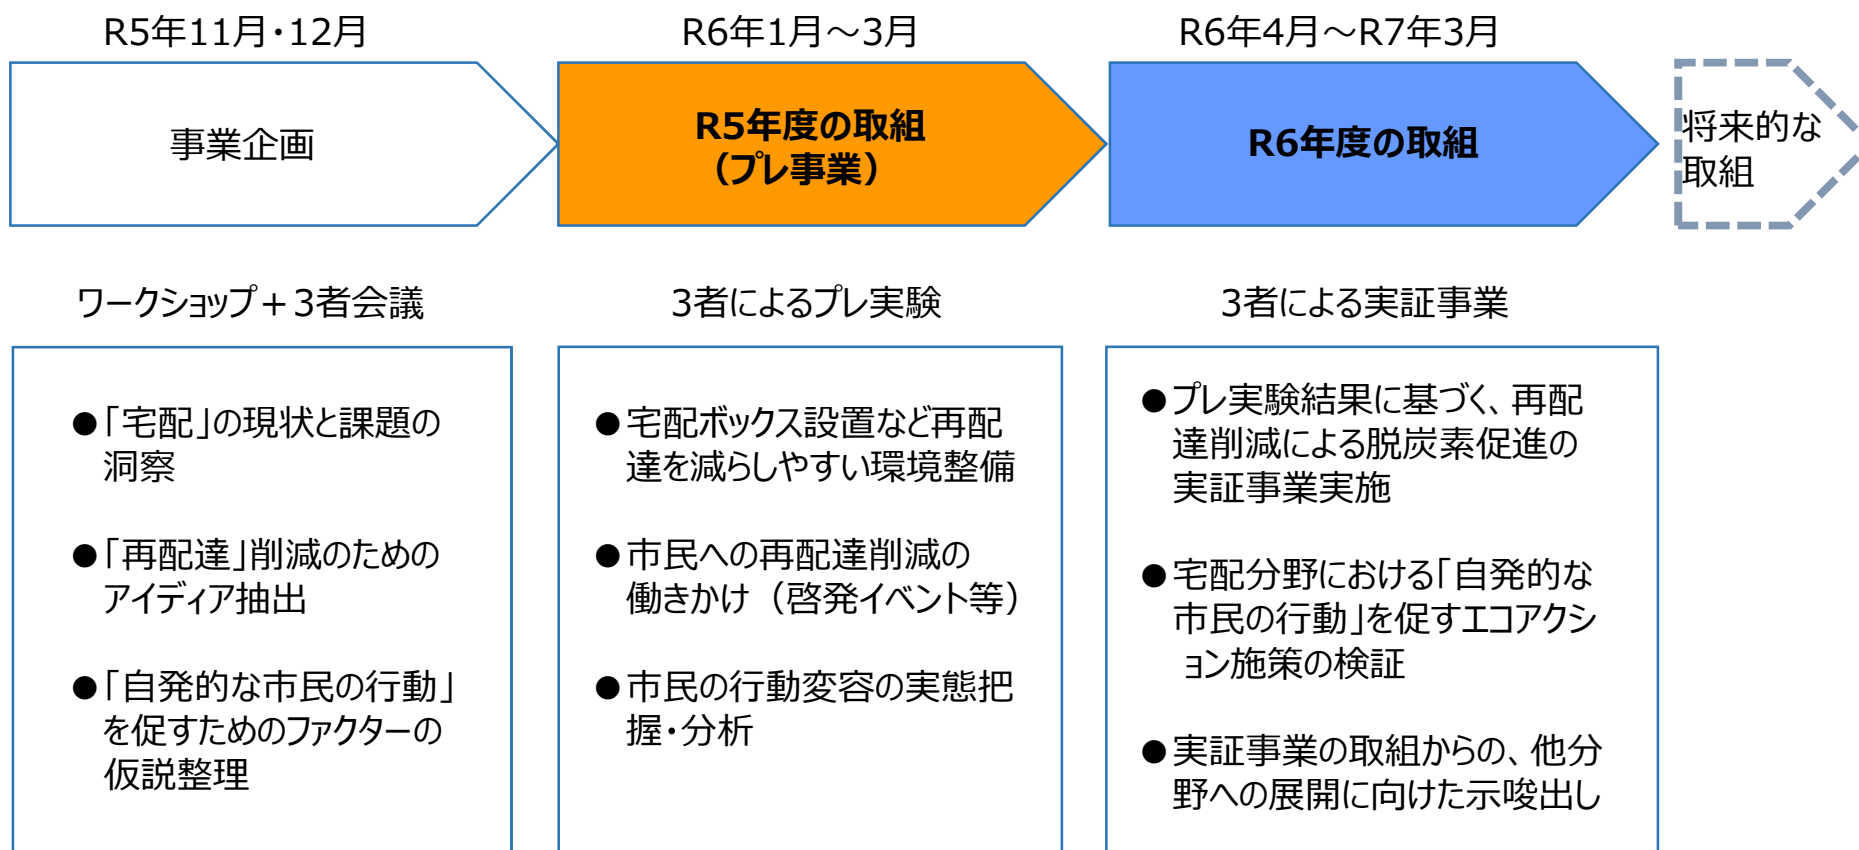 R5年11月・12月
R6年1月～3月
R6年4月～R7年3月
事業企画
R5年度の取組
（プレ事業）
R6年度の取組
将来的な
取組
ワークショップ＋3者会議
3者によるプレ実験
3者による実証事業
●「宅配」の現状と課題の
洞察
●「再配達」削減のための
アイディア抽出
●「自発的な市民の行動」
を促すためのファクターの
仮説整理
●宅配ボックス設置など再配
達を減らしやすい環境整備
●市民への再配達削減の
働きかけ（啓発イベント等）
●市民の行動変容の実態把
握・分析
●プレ実験結果に基づく、再配
達削減による脱炭素促進の
実証事業実施
●宅配分野における「自発的な
市民の行動」を促すエコアクシ
ョン施策の検証
●実証事業の取組からの、他分
野への展開に向けた示唆出し